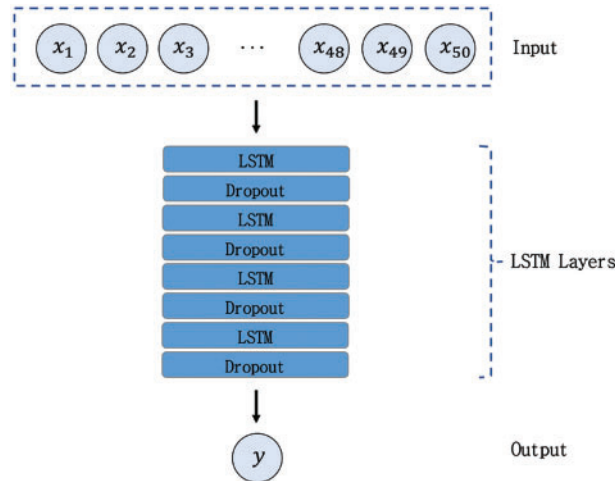 x₁ x₂ x₃ ⋯ x₄₈ x₄₉ x₅₀ Input
LSTM
Dropout
LSTM
Dropout
LSTM
Dropout
LSTM
Dropout
LSTM Layers
y Output